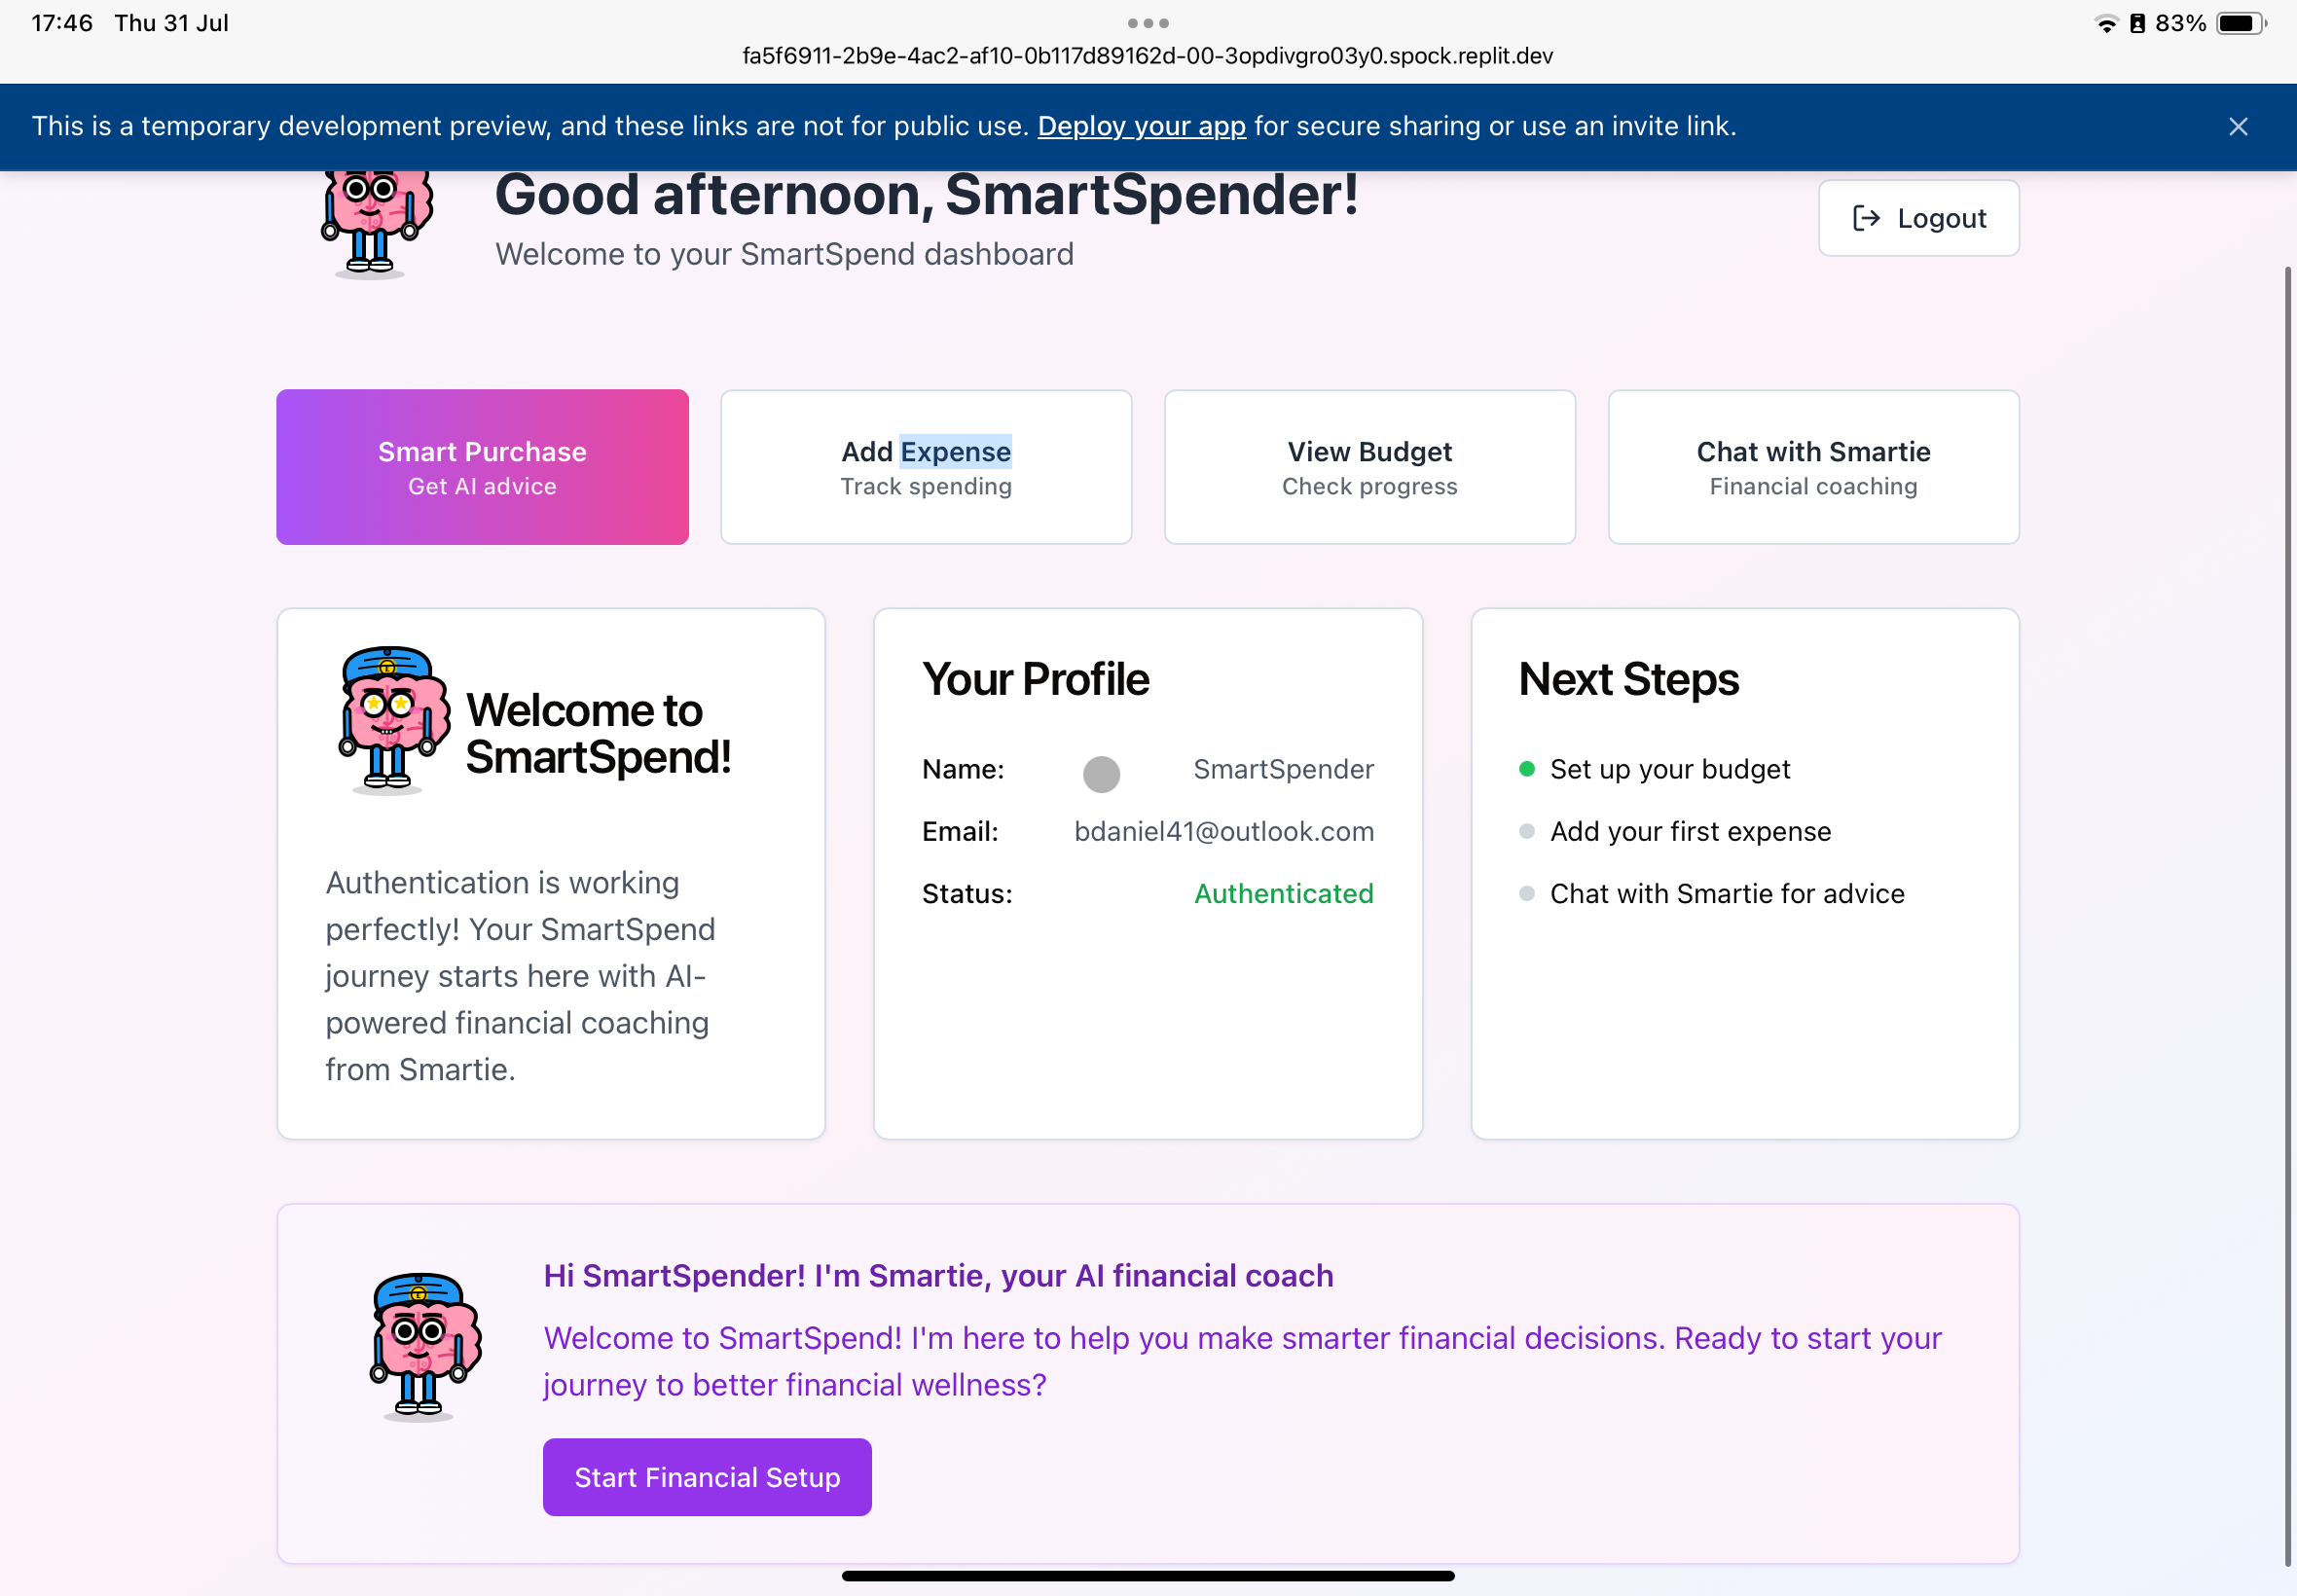 17:46 Thu 31 Jul
83%
fa5f6911-2b9e-4ac2-af10-0b117d89162d-00-3opdivgro03y0.spock.replit.dev
This is a temporary development preview, and these links are not for public use. Deploy your app for secure sharing or use an invite link.
Good afternoon, SmartSpender!
Welcome to your SmartSpend dashboard
Logout
Smart Purchase
Get AI advice
Add Expense
Track spending
View Budget
Check progress
Chat with Smartie
Financial coaching
Welcome to
SmartSpend!
Authentication is working
perfectly! Your SmartSpend
journey starts here with AI-
powered financial coaching
from Smartie.
Your Profile
Name: SmartSpender
Email: bdaniel41@outlook.com
Status: Authenticated
Next Steps
Set up your budget
Add your first expense
Chat with Smartie for advice
Hi SmartSpender! I'm Smartie, your AI financial coach
Welcome to SmartSpend! I'm here to help you make smarter financial decisions. Ready to start your
journey to better financial wellness?
Start Financial Setup